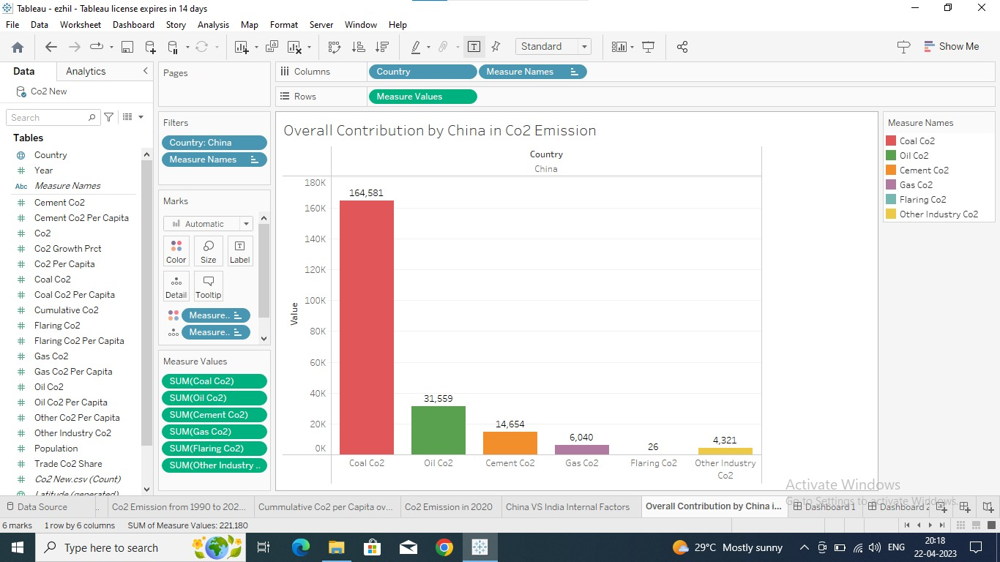 Tableau - ezhil - Tableau license expires in 14 days
File Data Worksheet Dashboard Story Analysis Map Format Server Window Help
Standard
Show Me
Data Analytics
Co2 New
Search
Tables
Country
Year
Abc Measure Names
Cement Co2
Cement Co2 Per Capita
Co2
Co2 Growth Prct
Co2 Per Capita
Coal Co2
Coal Co2 Per Capita
Cumulative Co2
Flaring Co2
Flaring Co2 Per Capita
Gas Co2
Gas Co2 Per Capita
Oil Co2
Oil Co2 Per Capita
Other Co2 Per Capita
Other Industry Co2
Population
Trade Co2 Share
Co2 New.csv (Count)
Latitude (generated)
Pages
Filters
Country: China
Measure Names
Marks
Automatic
Color Size Label
Detail Tooltip
Measure..
Measure..
Measure Values
SUM(Coal Co2)
SUM(Oil Co2)
SUM(Cement Co2)
SUM(Gas Co2)
SUM(Flaring Co2)
SUM(Other Industry ..
Columns Country Measure Names
Rows Measure Values
Overall Contribution by China in Co2 Emission
Country
China
Value
180K
160K
140K
120K
100K
80K
60K
40K
20K
0K
164,581
31,559
14,654
6,040
26
4,321
Coal Co2 Oil Co2 Cement Co2 Gas Co2 Flaring Co2 Other Industry
Co2
Measure Names
Coal Co2
Oil Co2
Cement Co2
Gas Co2
Flaring Co2
Other Industry Co2
Activate Windows
Go to Settings to activate Windows.
Data Source .. Co2 Emission from 1990 to 202... Cummulative Co2 per Capita ov... Co2 Emission in 2020 China VS India Internal Factors Overall Contribution by China i... Dashboard 1 Dashboard 2
6 marks 1 row by 6 columns SUM of Measure Values: 221,180
Type here to search
29°C Mostly sunny
ENG
20:18
22-04-2023